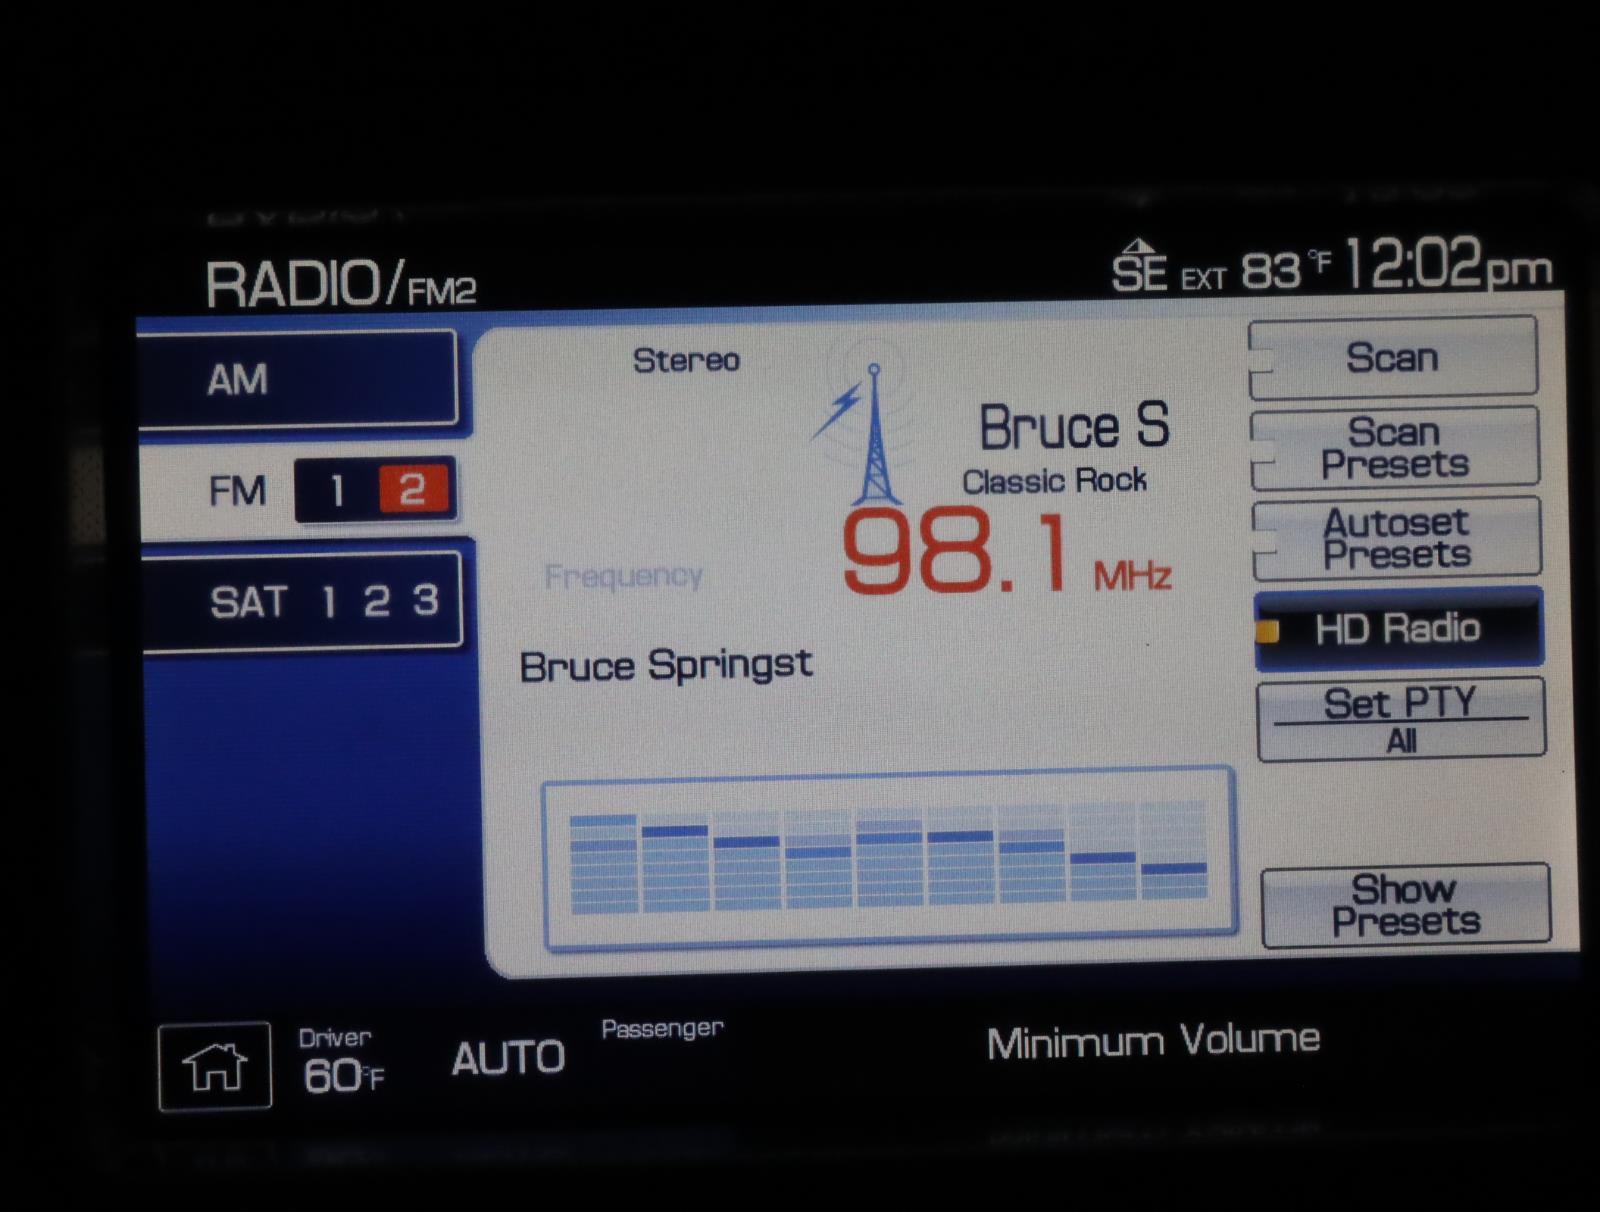 RADIO/FM2
SE EXT 83°F 12:02pm
AM
FM 1 2
SAT 1 2 3
Stereo
Bruce S
Classic Rock
Frequency
98.1 MHz
Bruce Springst
Scan
Scan
Presets
Autoset
Presets
HD Radio
Set PTY
All
Show
Presets
Driver
60°F
AUTO
Passenger
Minimum Volume